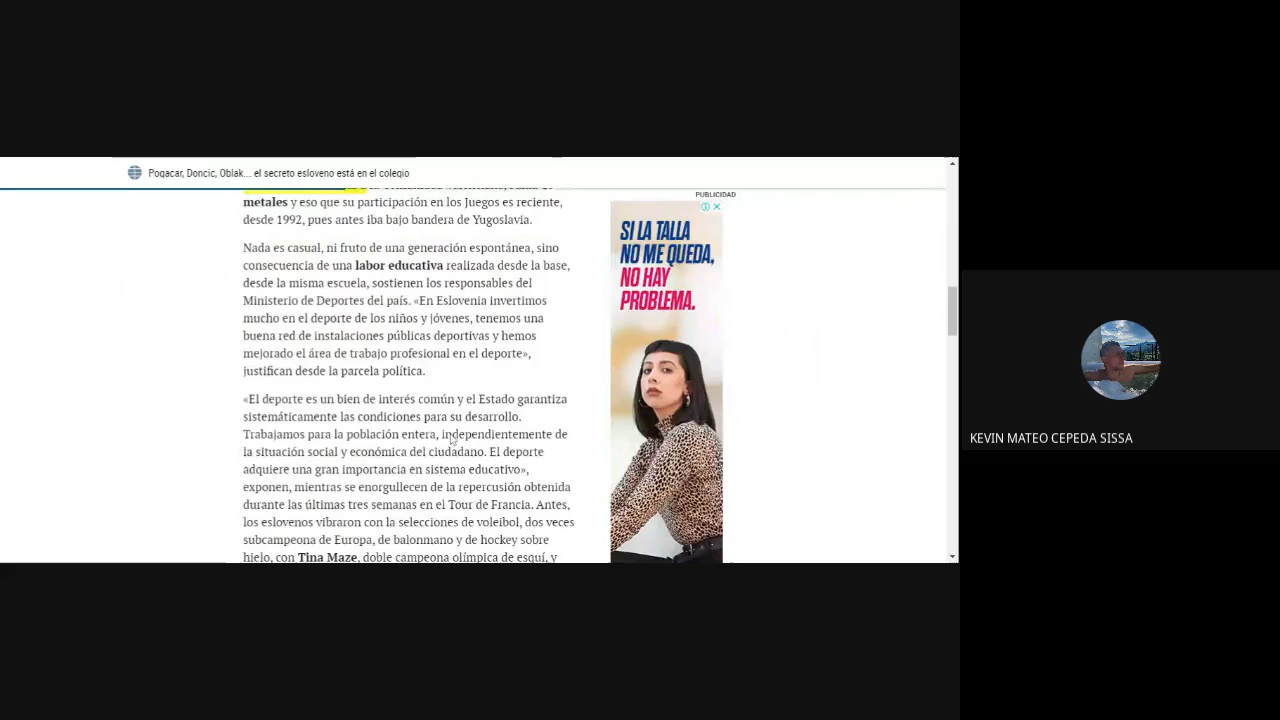 Pogacar, Doncic, Oblak... el secreto esloveno está en el colegio
metales y eso que su participación en los Juegos es reciente,
desde 1992, pues antes iba bajo bandera de Yugoslavia.
Nada es casual, ni fruto de una generación espontánea, sino
consecuencia de una labor educativa realizada desde la base,
desde la misma escuela, sostienen los responsables del
Ministerio de Deportes del país. «En Eslovenia invertimos
mucho en el deporte de los niños y jóvenes, tenemos una
buena red de instalaciones públicas deportivas y hemos
mejorado el área de trabajo profesional en el deporte»,
justifican desde la parcela política.
«El deporte es un bien de interés común y el Estado garantiza
sistemáticamente las condiciones para su desarrollo.
Trabajamos para la población entera, independientemente de
la situación social y económica del ciudadano. El deporte
adquiere una gran importancia en sistema educativo»,
exponen, mientras se enorgullecen de la repercusión obtenida
durante las últimas tres semanas en el Tour de Francia. Antes,
los eslovenos vibraron con la selecciones de voleibol, dos veces
subcampeona de Europa, de balonmano y de hockey sobre
hielo, con Tina Maze, doble campeona olímpica de esquí, y
PUBLICIDAD
SI LA TALLA
NO ME QUEDA,
NO HAY
PROBLEMA.
KEVIN MATEO CEPEDA SISSA